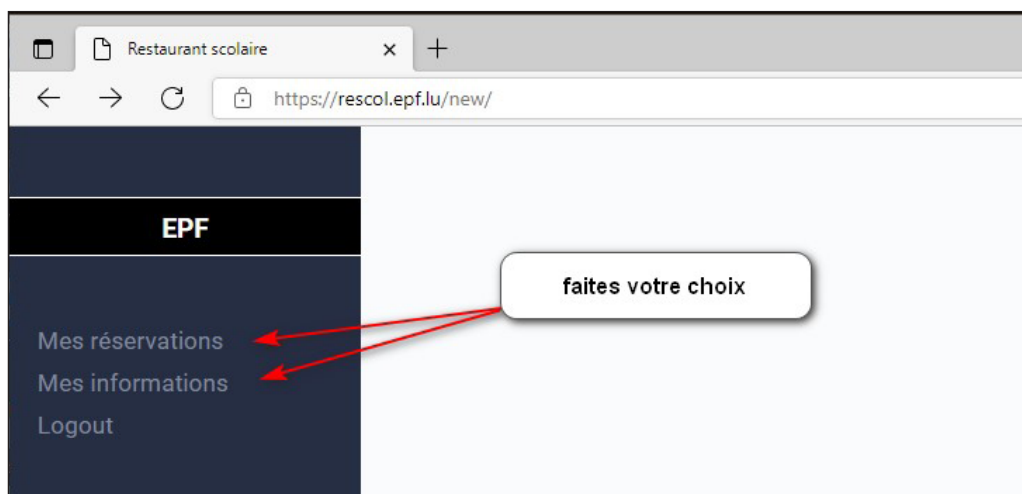 Restaurant scolaire
https://rescol.epf.lu/new/
EPF
faites votre choix
Mes réservations
Mes informations
Logout